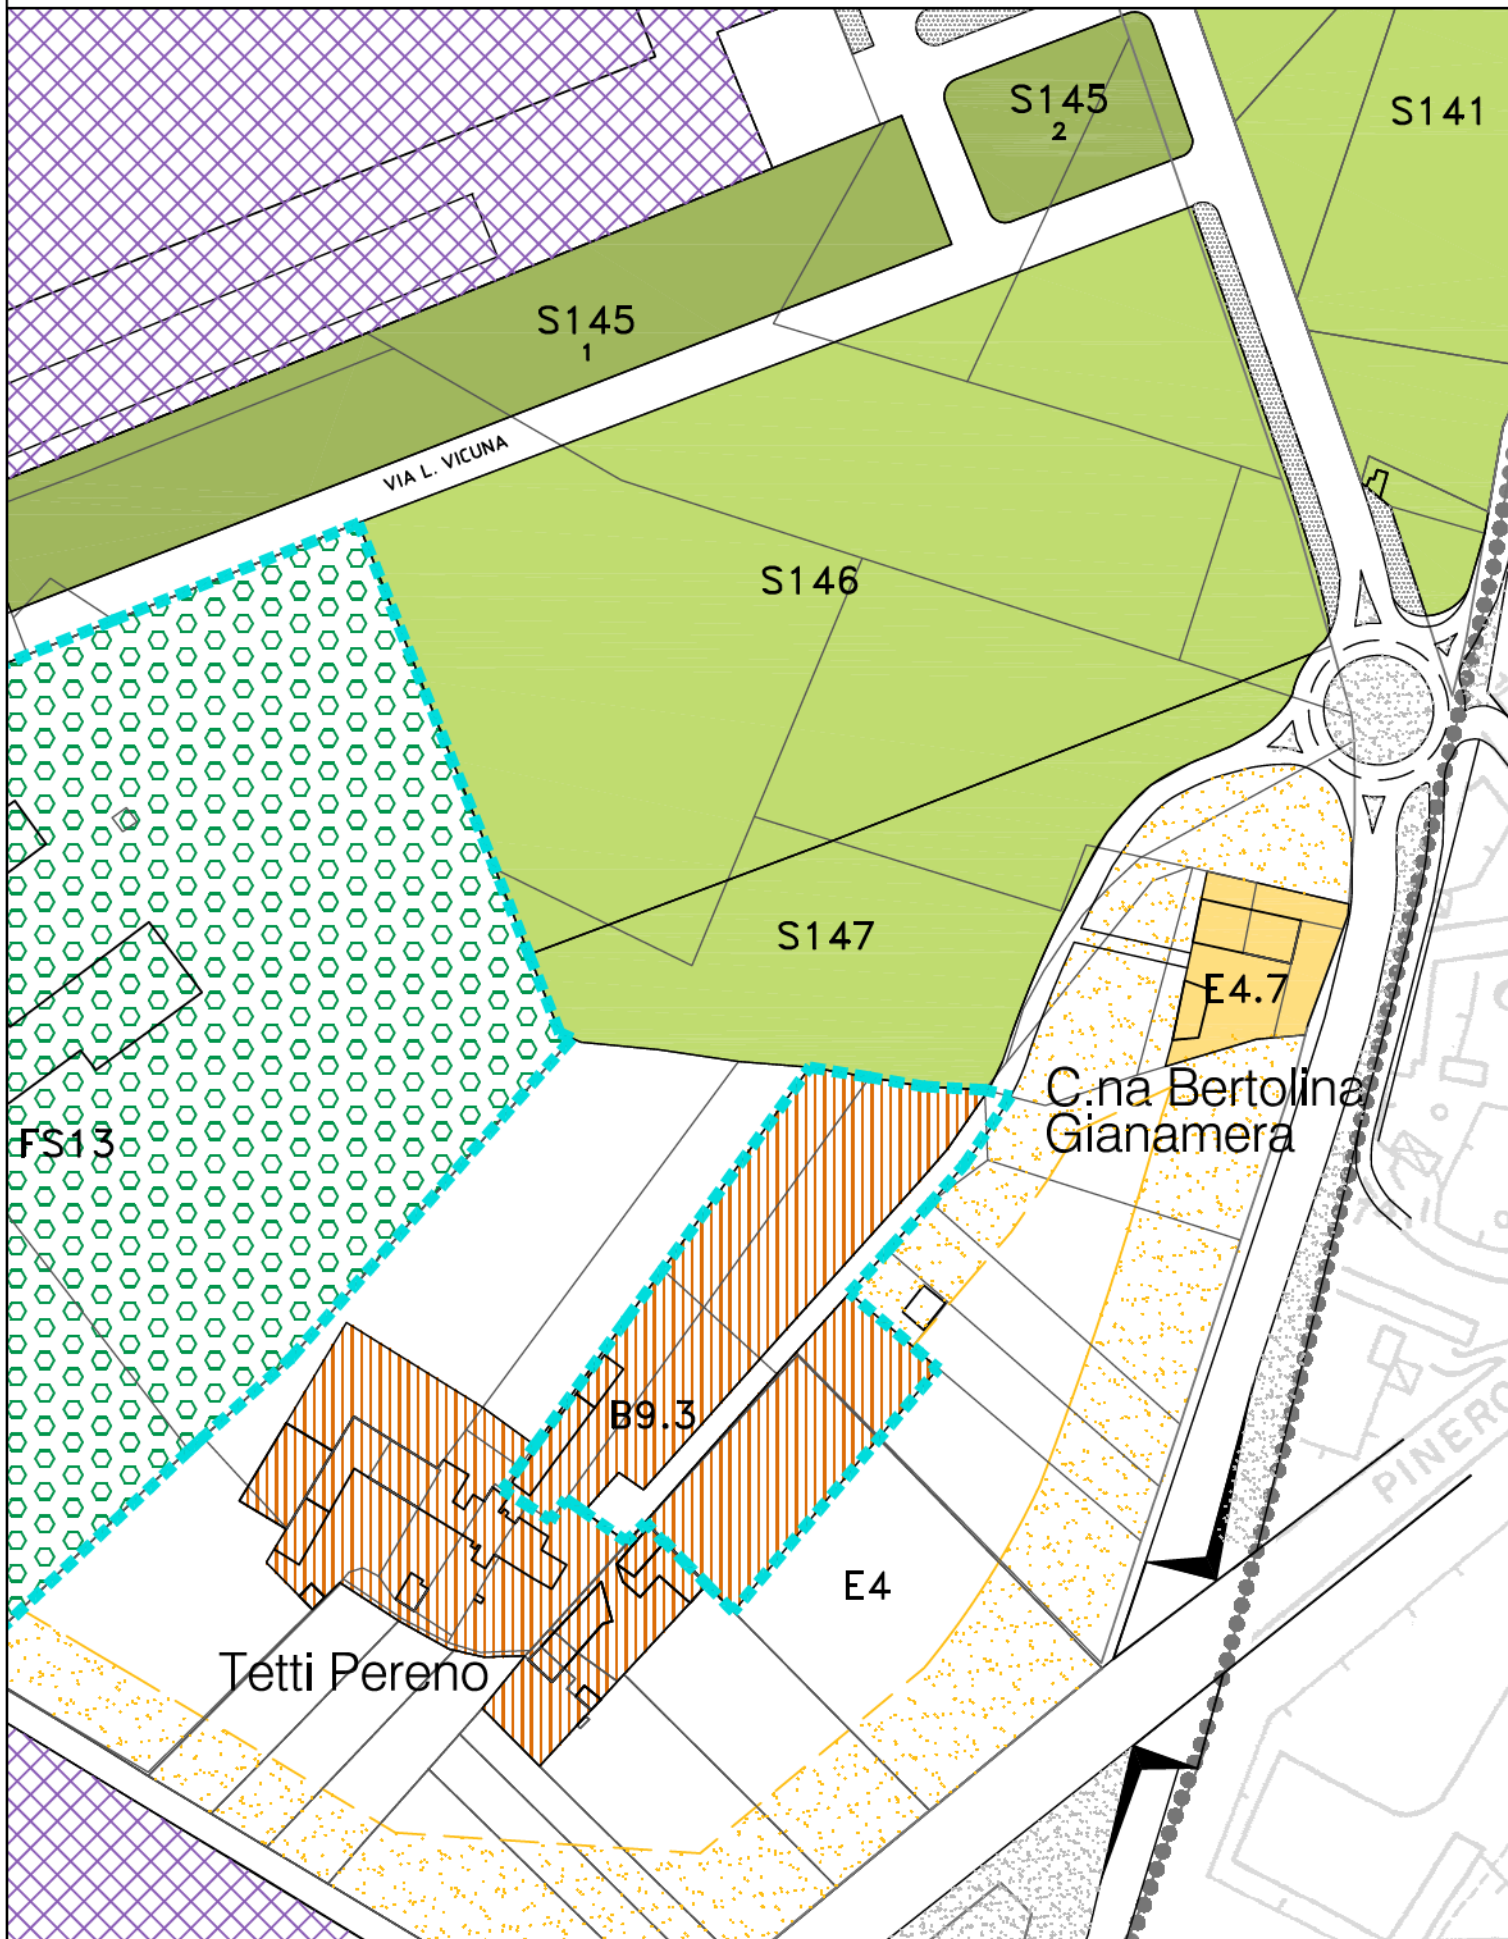 S145
2
S141
S145
1
VIA L. VICUNA
S146
S147
E4.7
C.na Bertolina
Gianamera
FS13
B9.3
E4
Tetti Pereno